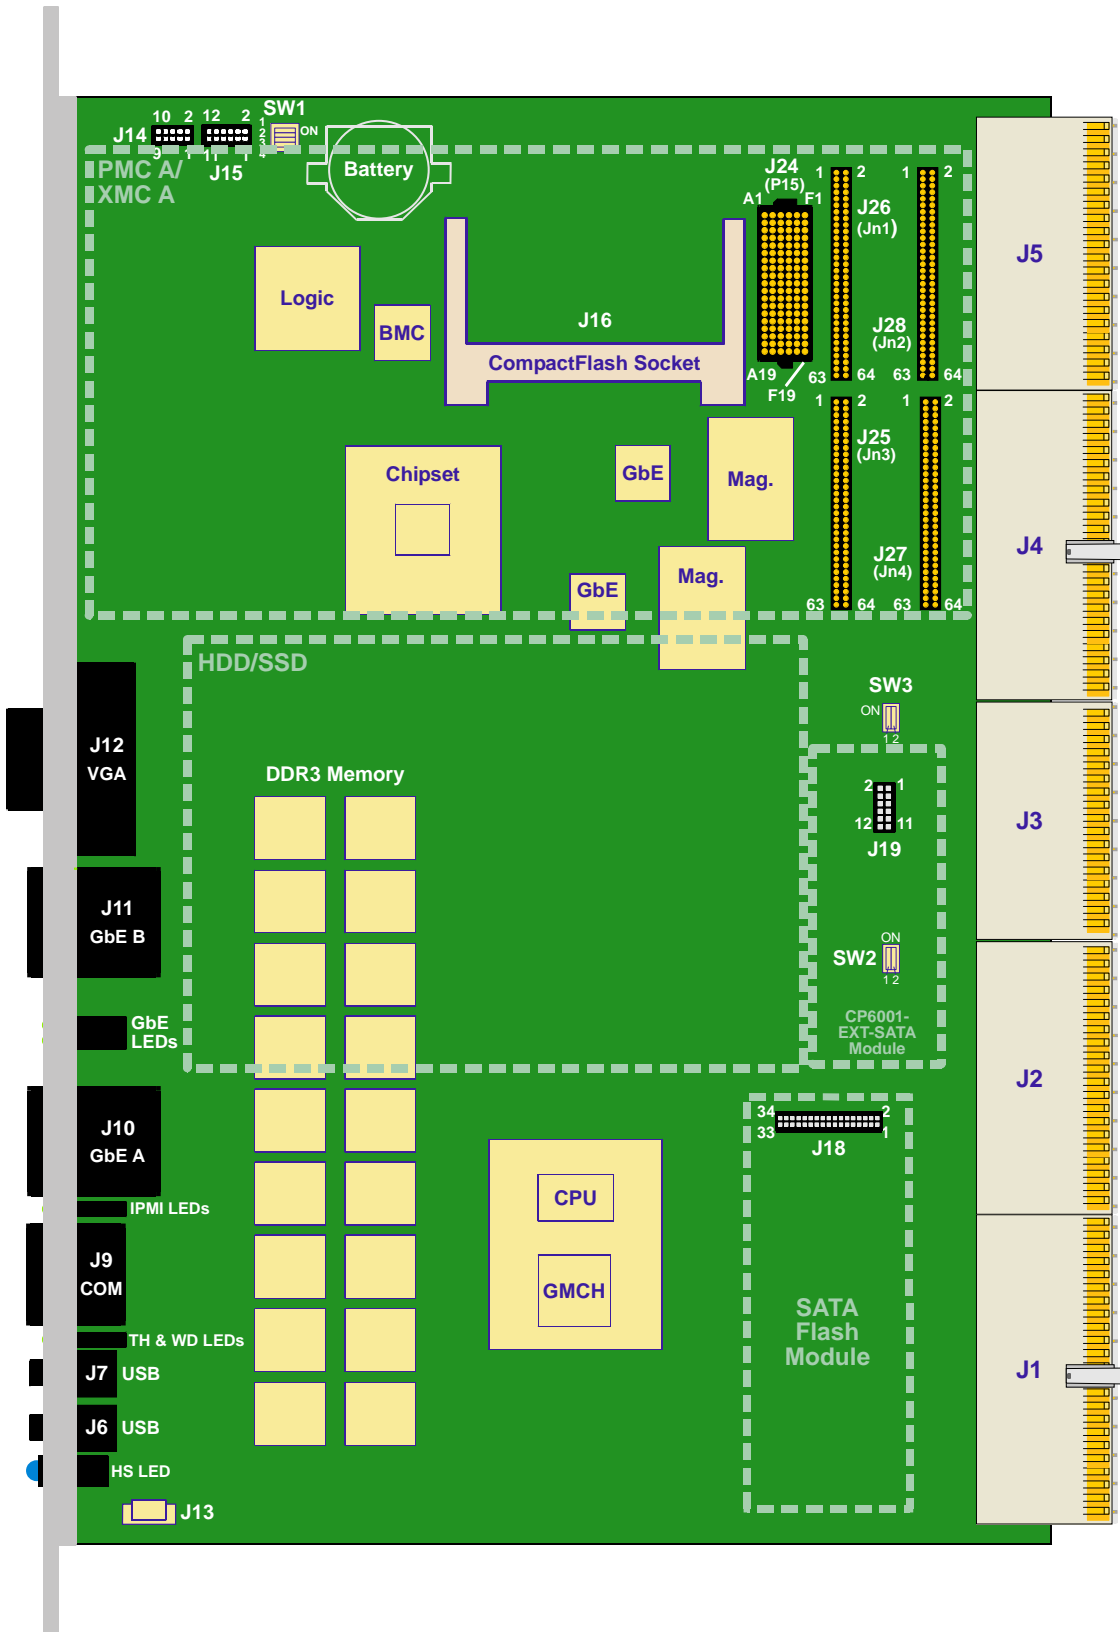 SW1
10 2 12 2
1
2
3
4
ON
J14
9 1 11 1
J15
PMC A/
XMC A
Battery
J24
(P15)
A1 F1
1 2
1 2
J26
(Jn1)
J5
Logic
BMC
J16
CompactFlash Socket
J28
(Jn2)
A19
F19
63 64
63 64
1 2
1 2
J25
(Jn3)
Chipset
GbE
Mag.
J4
J27
(Jn4)
GbE
Mag.
63 64
63 64
HDD/SSD
SW3
ON
1 2
J12
VGA
DDR3 Memory
2 1
12 11
J19
J3
J11
GbE B
ON
SW2
1 2
GbE
LEDs
CP6001-
EXT-SATA
Module
J2
34 2
33 1
J18
J10
GbE A
IPMI LEDs
CPU
J9
COM
GMCH
SATA
Flash
Module
TH & WD LEDs
J7 USB
J1
J6 USB
HS LED
J13